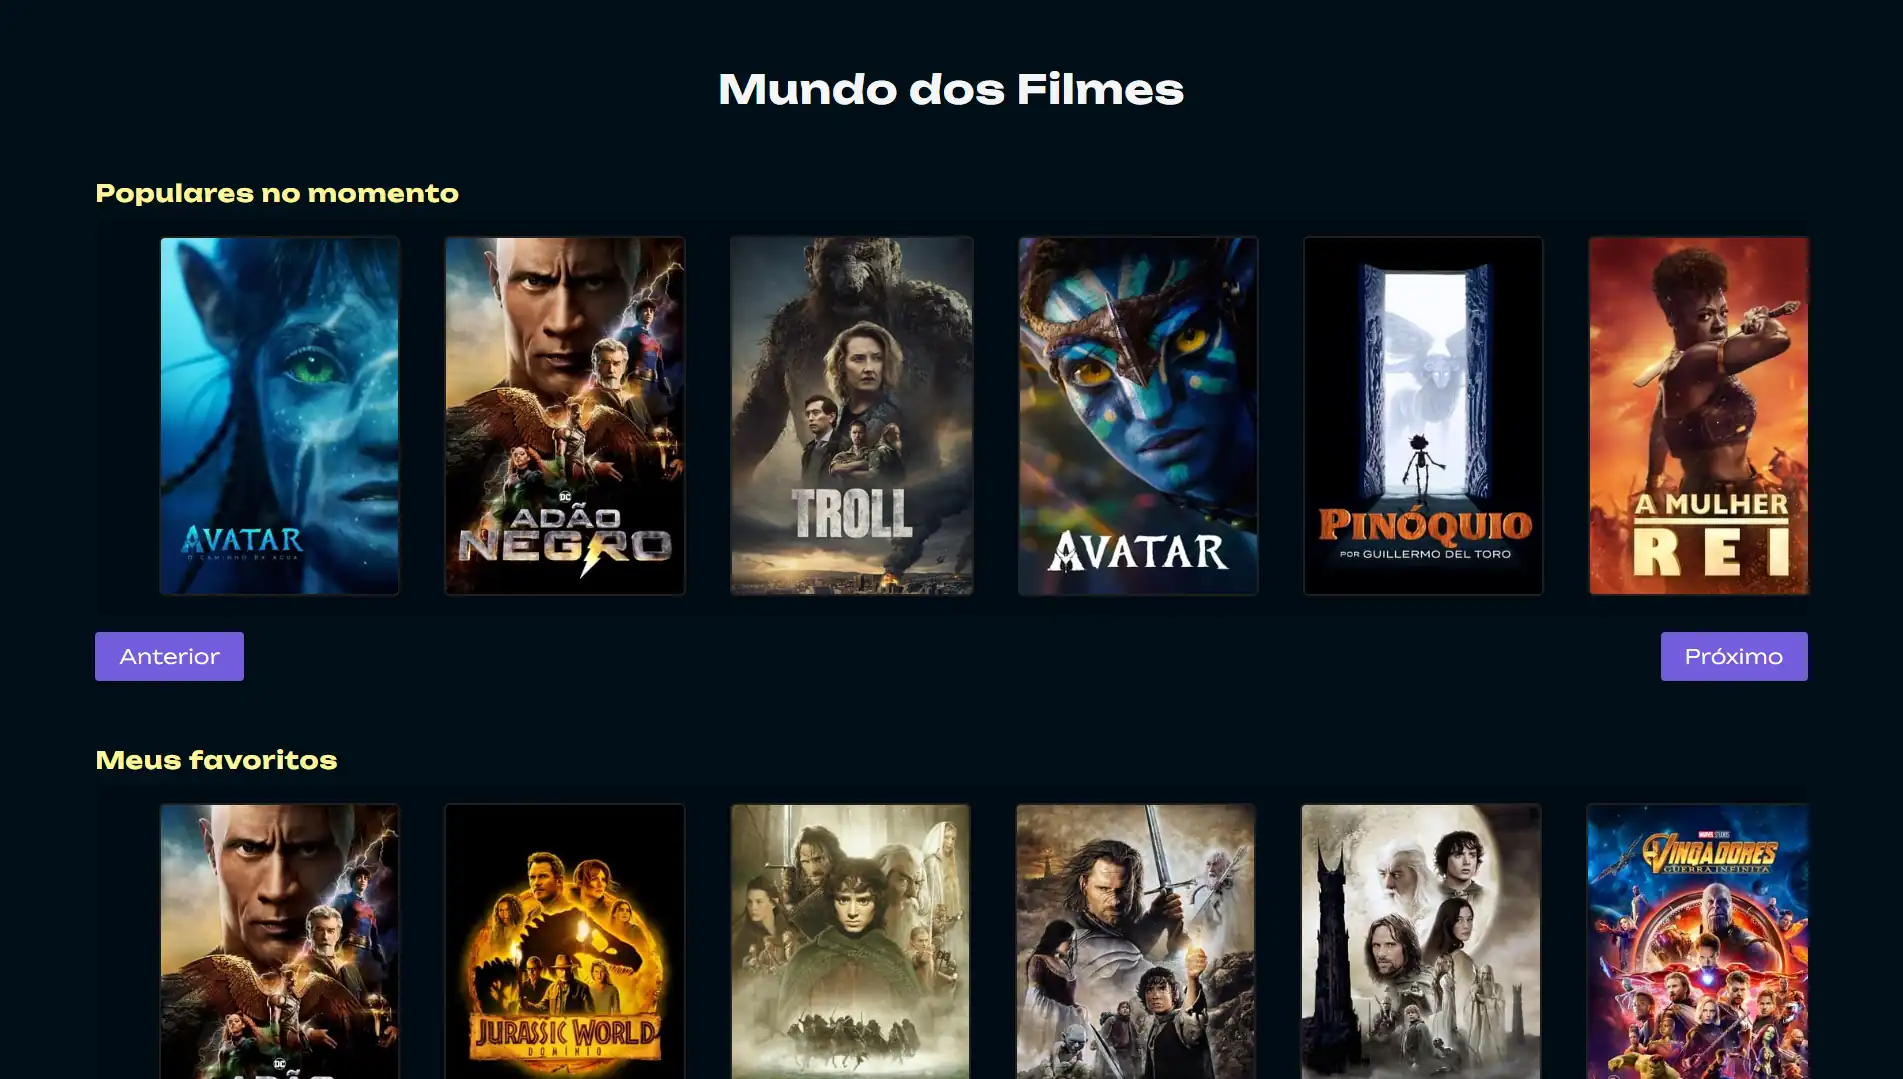 Mundo dos Filmes
Populares no momento
AVATAR
O CAMINHO DA ÁGUA
DC
ADÃO
NEGRO
TROLL
AVATAR
PINÓQUIO
POR GUILLERMO DEL TORO
A MULHER
REI
Anterior
Próximo
Meus favoritos
DC
ADÃO
JURASSIC WORLD
DOMÍNIO
MARVEL STUDIOS
VINGADORES
GUERRA INFINITA